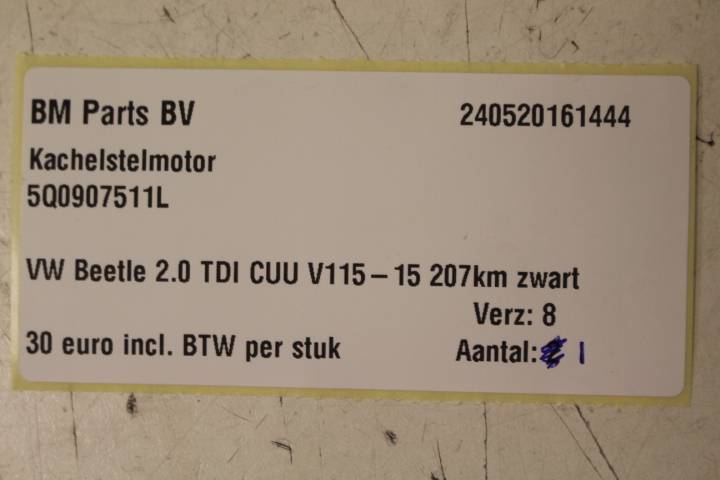 BM Parts BV 240520161444
Kachelstelmotor
5Q0907511L
VW Beetle 2.0 TDI CUU V115-15 207km zwart
Verz: 8
30 euro incl. BTW per stuk Aantal: 1